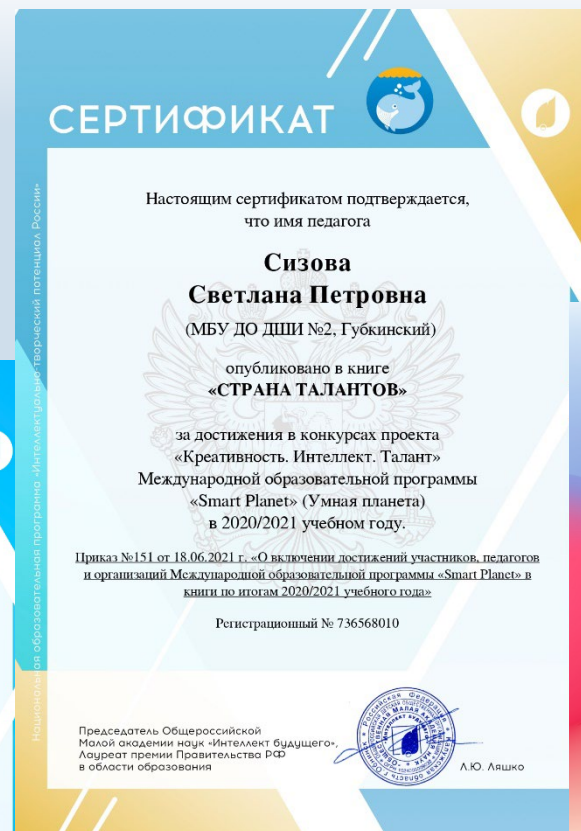 СЕРТИФИКАТ
Настоящим сертификатом подтверждается,
что имя педагога
Сизова
Светлана Петровна
(МБУ ДО ДШИ №2, Губкинский)
опубликовано в книге
«СТРАНА ТАЛАНТОВ»
за достижения в конкурсах проекта
«Креативность. Интеллект. Талант»
Международной образовательной программы
«Smart Planet» (Умная планета)
в 2020/2021 учебном году.
Приказ №151 от 18.06.2021 г. «О включении достижений участников, педагогов
и организаций Международной образовательной программы «Smart Planet» в
книги по итогам 2020/2021 учебного года»
Регистрационный № 736568010
Председатель Общероссийской
Малой академии наук «Интеллект будущего»,
Лауреат премии Правительства РФ
в области образования
А.Ю. Ляшко
Национальная образовательная программа «Интеллектуально-творческий потенциал России»